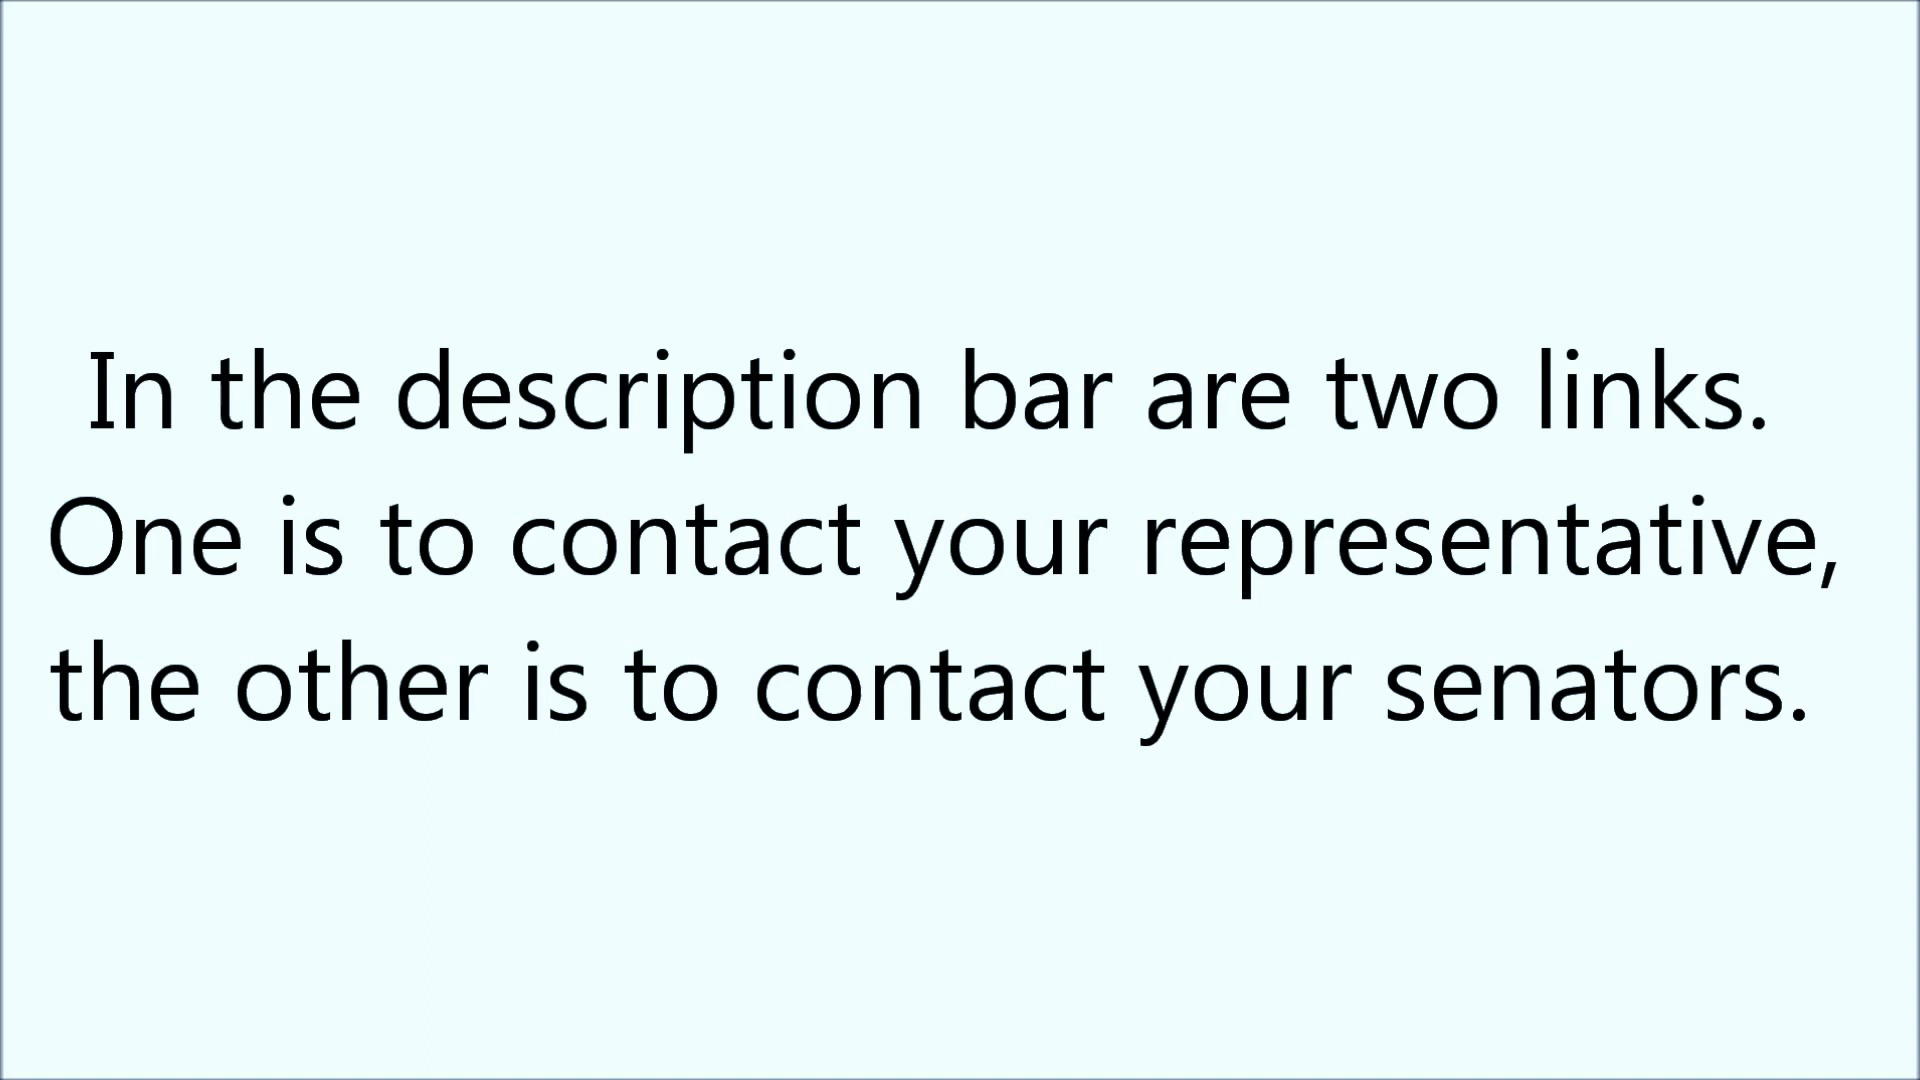 In the description bar are two links.
One is to contact your representative,
the other is to contact your senators.